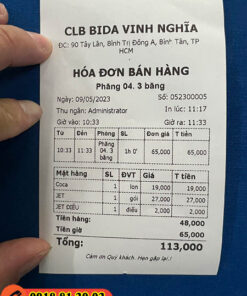 CLB BIDA VINH NGHĨA
ĐC: 90 Tây Lân, Bình Trị Đông A, Bình Tân, TP
HCM
HÓA ĐƠN BÁN HÀNG
Phăng 04. 3 băng
Ngày: 09/05/2023 Số: 052300005
Thu ngân: Administrator In lúc: 11:17
Giờ vào: 10:33 Giờ ra: 11:33
Từ Đến Phòng SL Đơn giá T tiền
10:33 11:33 Phăng 04. 3 băng 1h 0' 65,000 65,000
Mặt hàng SL ĐVT Giá T tiền
Coca 1 lon 19,000 19,000
JET 1 gói 27,000 27,000
JET ĐIẾU 1 điếu 2,000 2,000
Tiền hàng: 48,000
Tiền giờ 65,000
Tổng: 113,000
Cảm ơn Quý khách. Hẹn gặp lại!